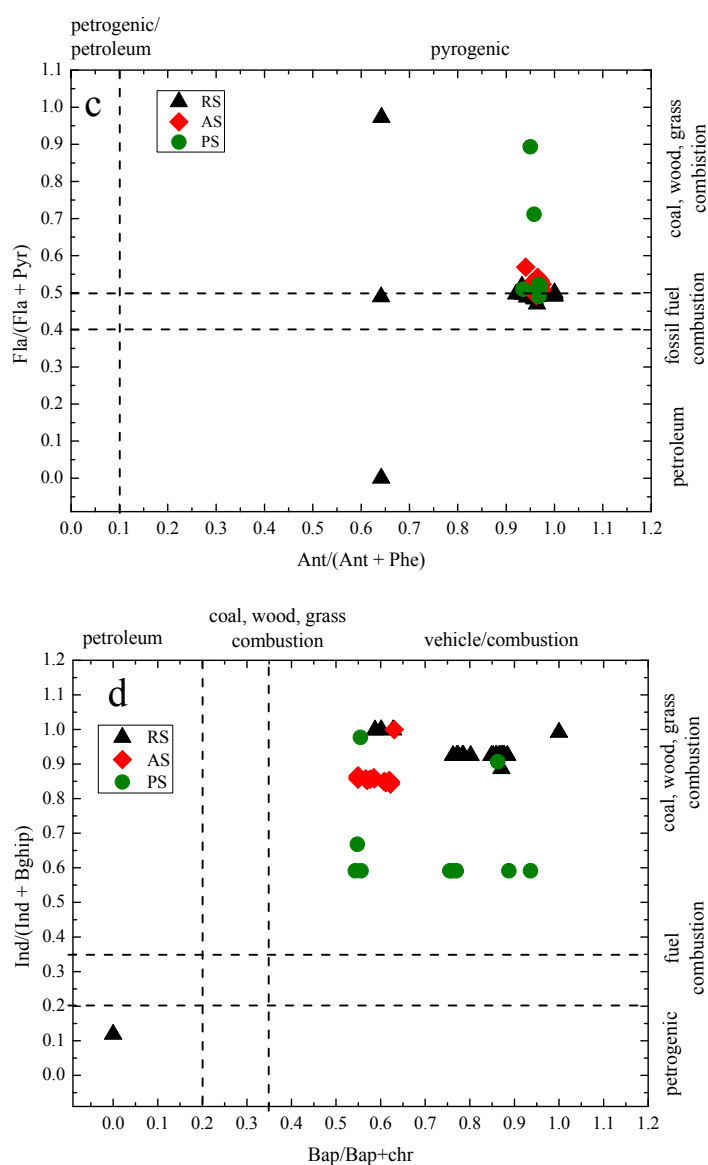 petrogenic/
petroleum
pyrogenic
c
RS
AS
PS
1.1
1.0
0.9
0.8
0.7
0.6
0.5
0.4
0.3
0.2
0.1
0.0
Fla/(Fla + Pyr)
coal, wood, grass
combistion
fossil fuel
combustion
petroleum
0.0 0.1 0.2 0.3 0.4 0.5 0.6 0.7 0.8 0.9 1.0 1.1 1.2
Ant/(Ant + Phe)
petroleum
coal, wood, grass
combustion
vehicle/combustion
d
RS
AS
PS
1.2
1.1
1.0
0.9
0.8
0.7
0.6
0.5
0.4
0.3
0.2
0.1
0.0
Ind/(Ind + Bghip)
coal, wood, grass
combustion
fuel
combustion
petrogenic
0.0 0.1 0.2 0.3 0.4 0.5 0.6 0.7 0.8 0.9 1.0 1.1 1.2
Bap/Bap+chr